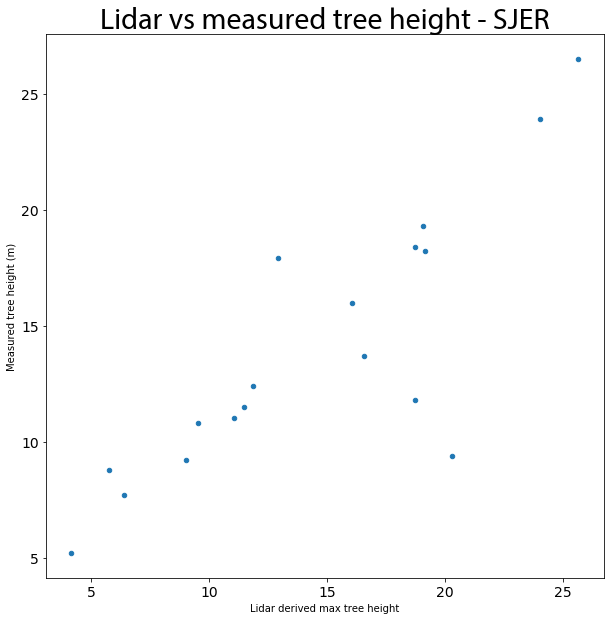 Lidar vs measured tree height - SJER
25
20
15
10
5
Measured tree height (m)
5 10 15 20 25
Lidar derived max tree height